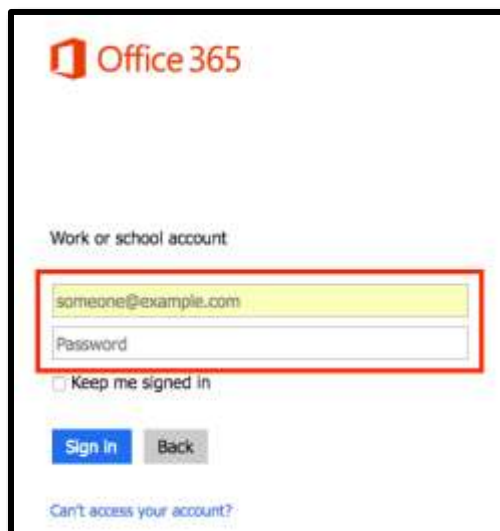 Office 365
Work or school account
someone@example.com
Password
Keep me signed in
Sign in Back
Can't access your account?